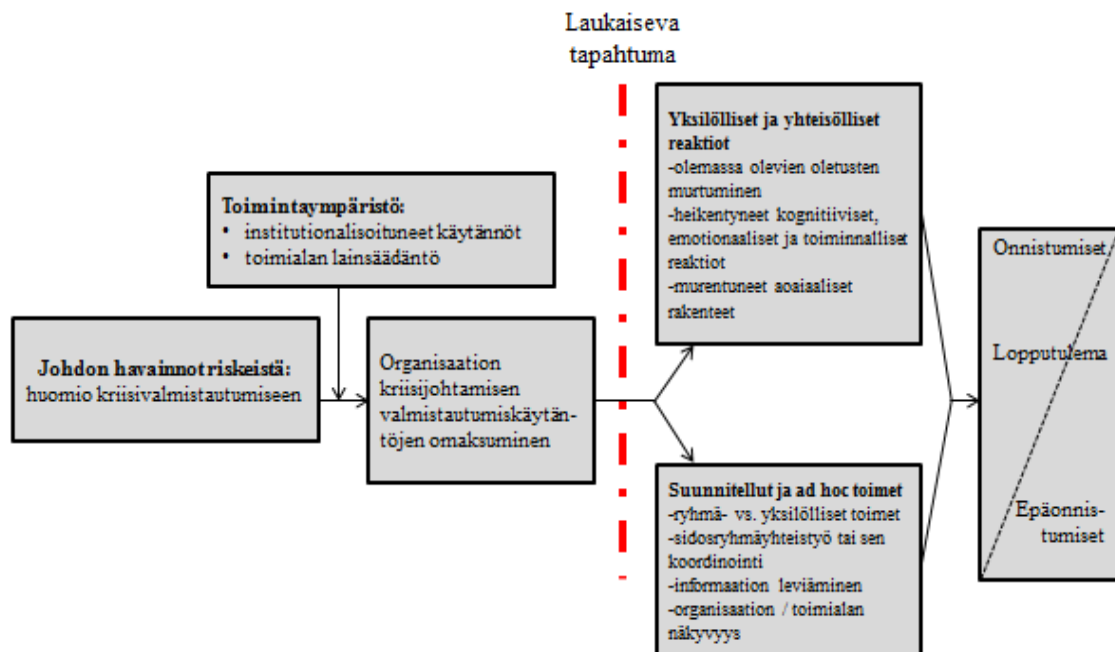 Laukaiseva
tapahtuma
Toimintaympäristö:
• institutionalisoituneet käytännöt
• toimialan lainsäädäntö
Johdon havainnot riskeistä:
huomio kriisivalmistautumiseen
Organisaation
kriisijohtamisen
valmistautumiskäytän-
töjen omaksuminen
Yksilölliset ja yhteisölliset
reaktiot
-olemassa olevien oletusten
murtuminen
-heikentyneet kognitiiviset,
emotionaaliset ja toiminnalliset
reaktiot
-murentuneet aoaiaaliset
rakenteet
Suunnitellut ja ad hoc toimet
-ryhmä- vs. yksilölliset toimet
-sidosryhmäyhteistyö tai sen
koordinointi
-informaation leviäminen
-organisaation / toimialan
näkyvyys
Onnistumiset
Lopputulema
Epäonnis-
tumiset